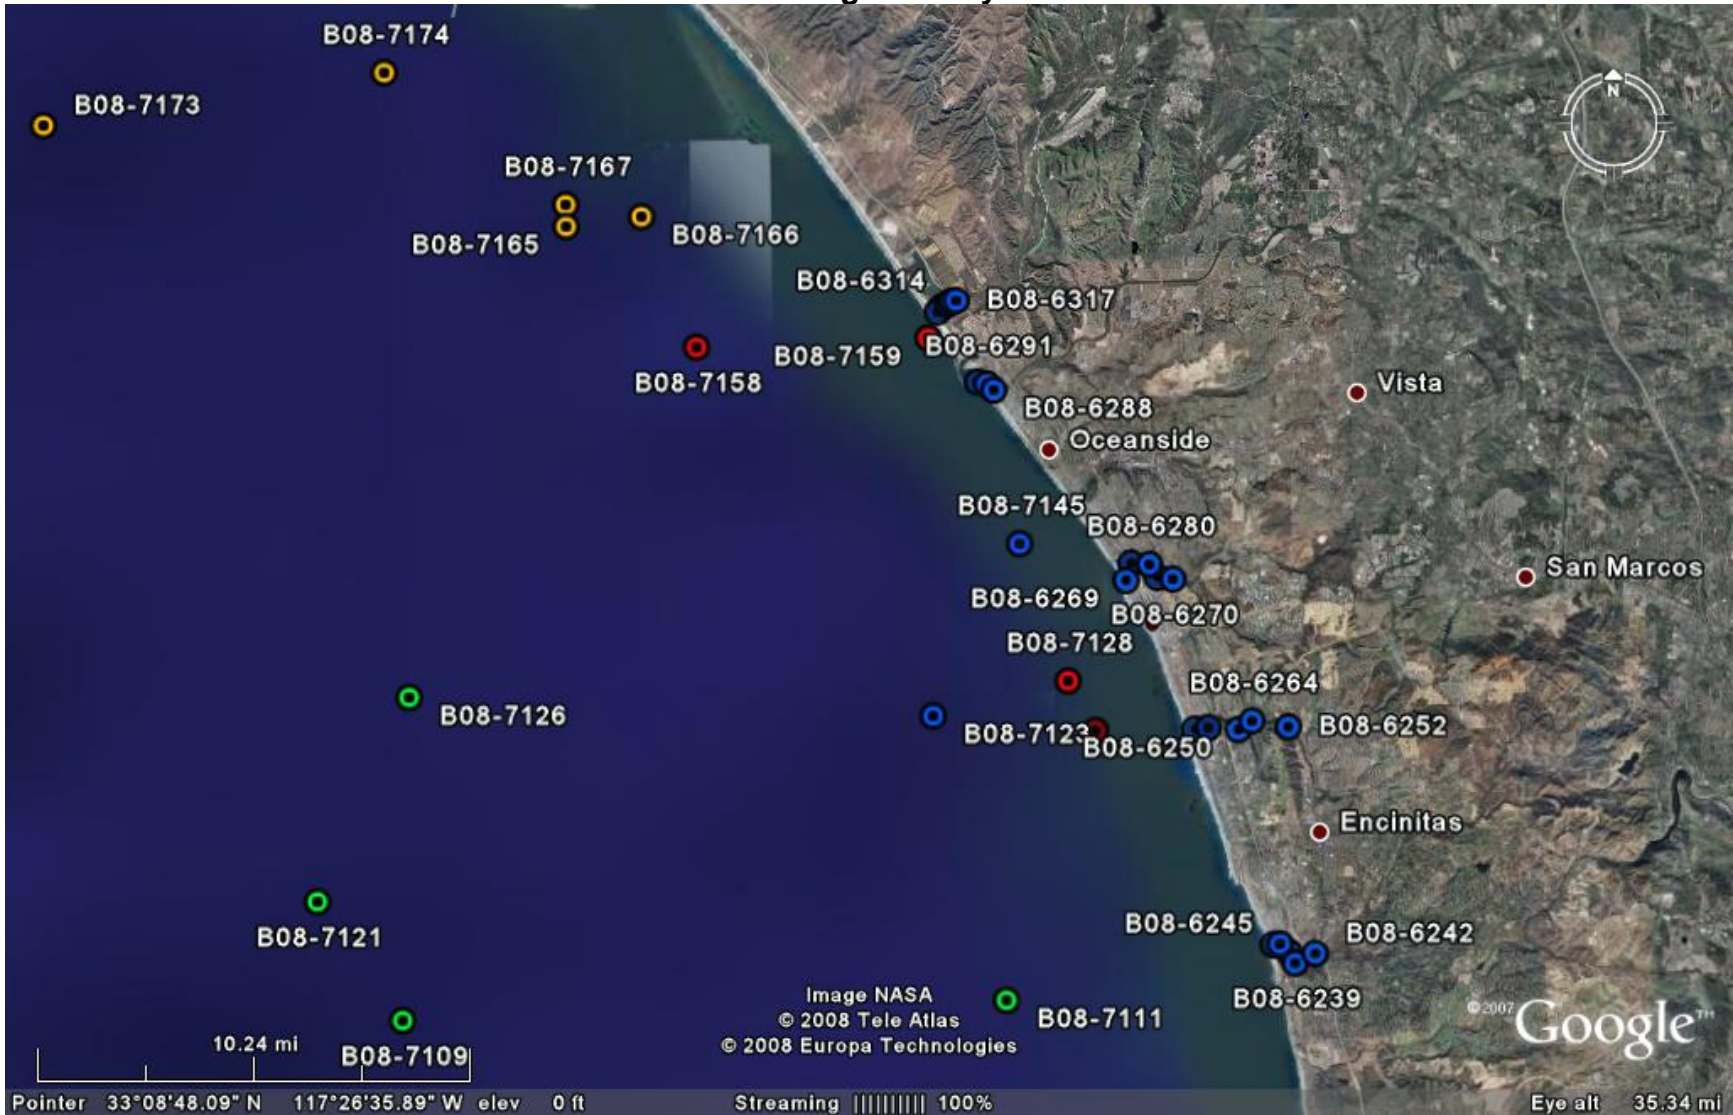 B08-7174
B08-7173
N
B08-7167
B08-7165
B08-7166
B08-6314
B08-6317
B08-7159
B08-6291
B08-7158
Vista
B08-6288
Oceanside
B08-7145
B08-6280
San Marcos
B08-6269
B08-6270
B08-7128
B08-6264
B08-7126
B08-7123
B08-6250
B08-6252
Encinitas
B08-7121
B08-6245
B08-6242
B08-6239
Image NASA
© 2008 Tele Atlas
© 2008 Europa Technologies
B08-7111
©2007 Google™
10.24 mi
B08-7109
Pointer 33°08'48.09" N 117°26'35.89" W elev 0 ft Streaming |||||||||| 100% Eye alt 35.34 mi